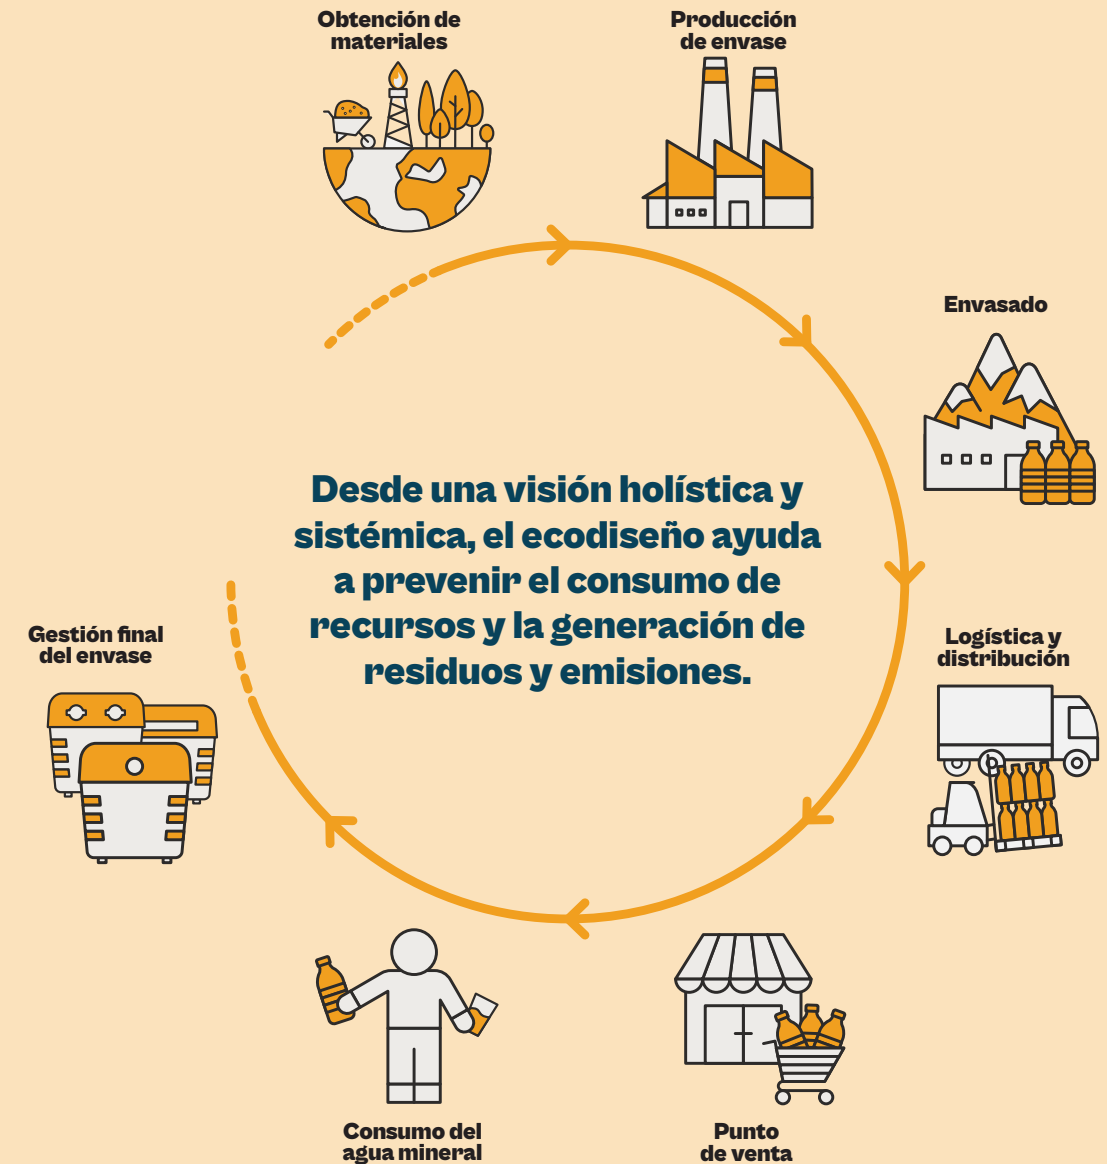 Obtención de
materiales
Producción
de envase
Envasado
Desde una visión holística y
sistémica, el ecodiseño ayuda
a prevenir el consumo de
recursos y la generación de
residuos y emisiones.
Gestión final
del envase
Logística y
distribución
Consumo del
agua mineral
Punto
de venta